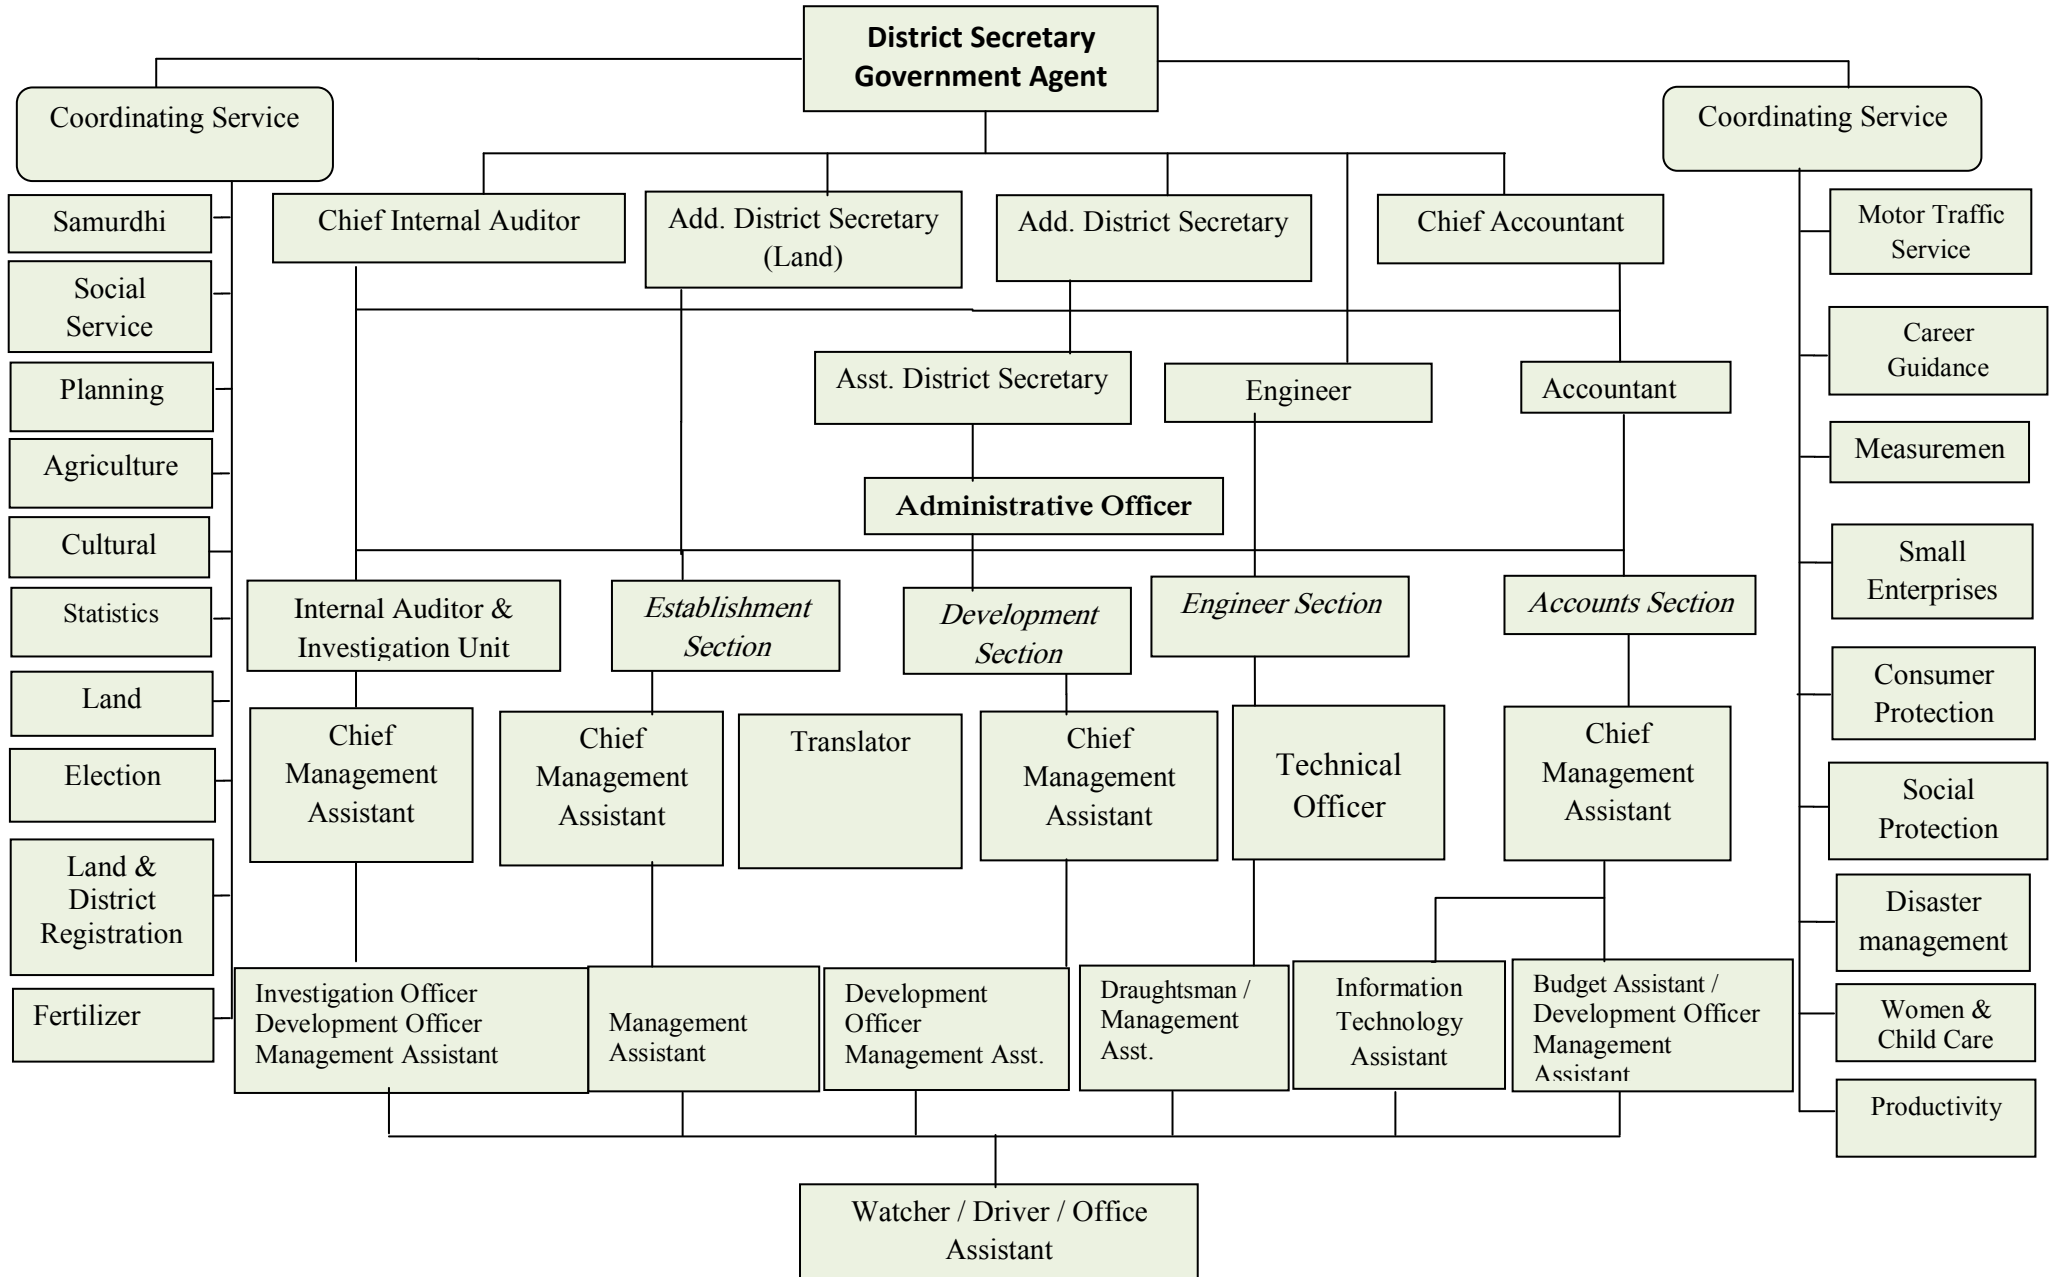 District Secretary
Government Agent
Coordinating Service
Coordinating Service
Samurdhi
Social
Service
Planning
Agriculture
Cultural
Statistics
Land
Election
Land &
District
Registration
Fertilizer
Chief Internal Auditor
Add. District Secretary
(Land)
Add. District Secretary
Chief Accountant
Asst. District Secretary
Engineer
Accountant
Administrative Officer
Internal Auditor &
Investigation Unit
Establishment
Section
Development
Section
Engineer Section
Accounts Section
Chief
Management
Assistant
Chief
Management
Assistant
Translator
Chief
Management
Assistant
Technical
Officer
Chief
Management
Assistant
Investigation Officer
Development Officer
Management Assistant
Management
Assistant
Development
Officer
Management Asst.
Draughtsman /
Management
Asst.
Information
Technology
Assistant
Budget Assistant /
Development Officer
Management
Assistant
Watcher / Driver / Office
Assistant
Motor Traffic
Service
Career
Guidance
Measuremen
Small
Enterprises
Consumer
Protection
Social
Protection
Disaster
management
Women &
Child Care
Productivity